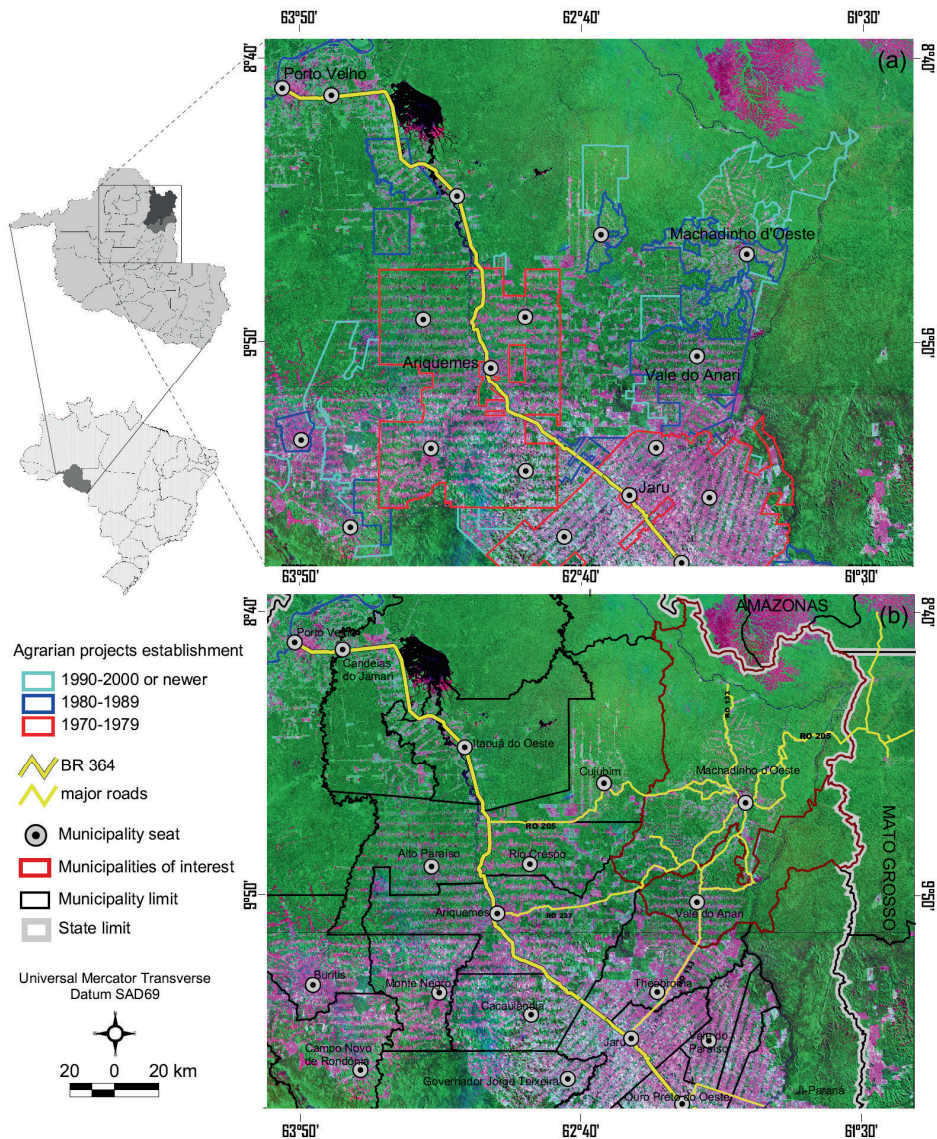 63°50'
62°40'
61°30'
8°40'
8°40'
(a)
Porto Velho
Machadinho d'Oeste
9°50'
9°50'
Ariquemes
Vale do Anari
Jaru
63°50'
62°40'
61°30'
8°40'
8°40'
AMAZONAS
(b)
Porto Velho
Candeias
do Jamari
Itapuã do Oeste
RO 133
RO 205
Cujubim
Machadinho d'Oeste
RO 205
MATO GROSSO
Alto Paraíso
Rio Crespo
9°50'
9°50'
Ariquemes
RO 257
Vale do Anari
Buritis
Monte Negro
Theobroma
Cacaulândia
Jaru
Paraíso
Campo Novo
de Rondônia
Governador Jorge Teixeira
Ji-Paraná
Ouro Preto do Oeste
63°50'
62°40'
61°30'
Agrarian projects establishment
1990-2000 or newer
1980-1989
1970-1979
BR 364
major roads
Municipality seat
Municipalities of interest
Municipality limit
State limit
Universal Mercator Transverse
Datum SAD69
N
S
20 0 20 km